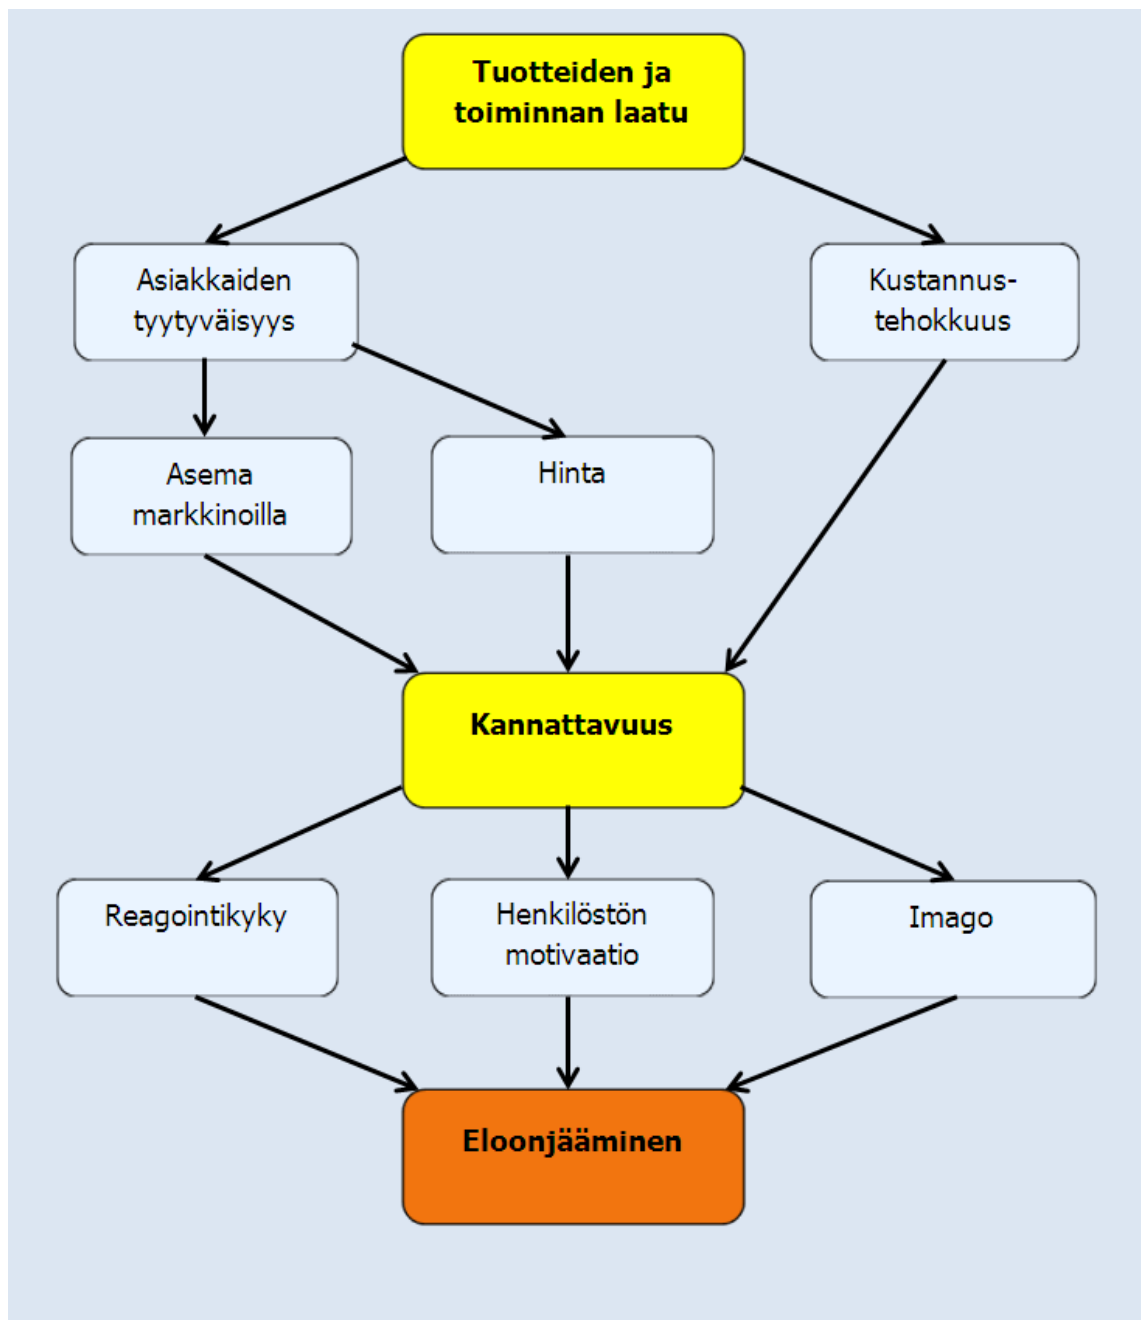 Tuotteiden ja
toiminnan laatu
Asiakkaiden
tyytyväisyys
Kustannus-
tehokkuus
Asema
markkinoilla
Hinta
Kannattavuus
Reagointikyky
Henkilöstön
motivaatio
Imago
Eloonjääminen